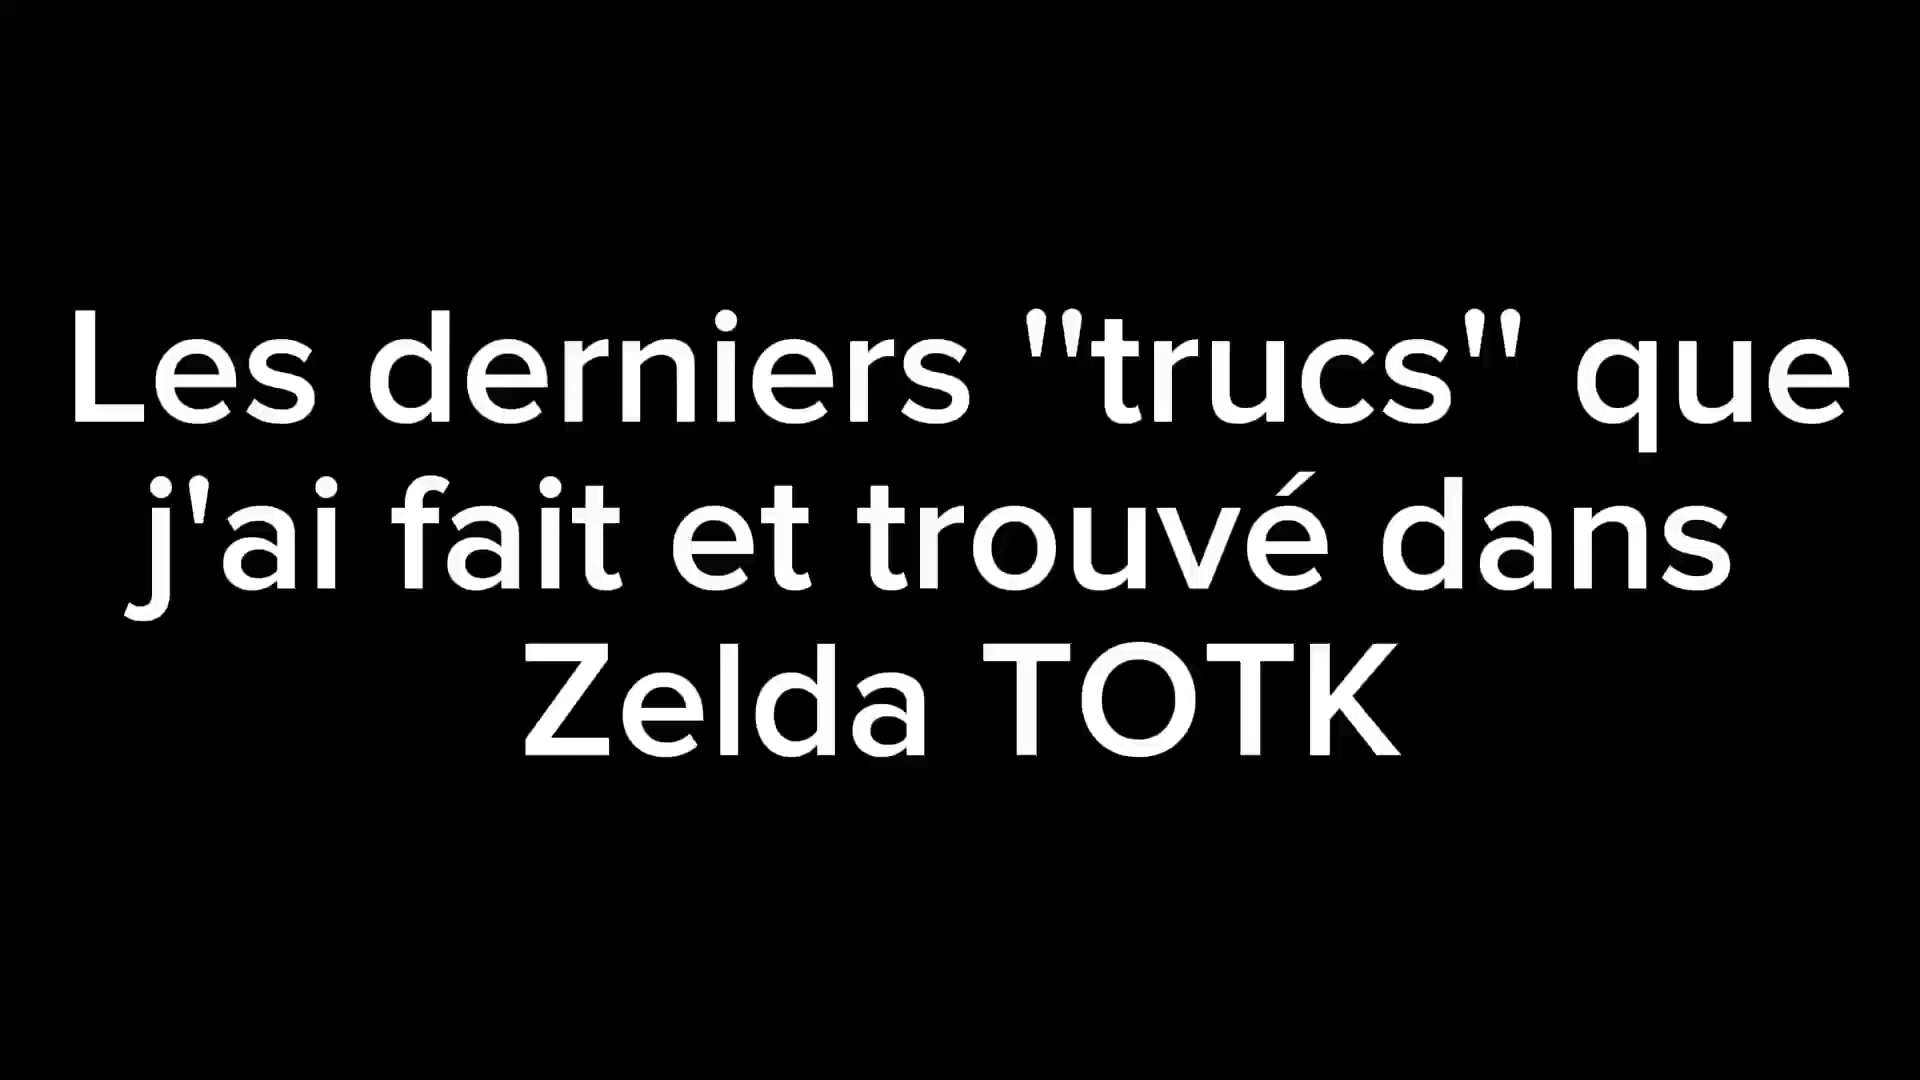 Les derniers "trucs" que
j'ai fait et trouvé dans
Zelda TOTK